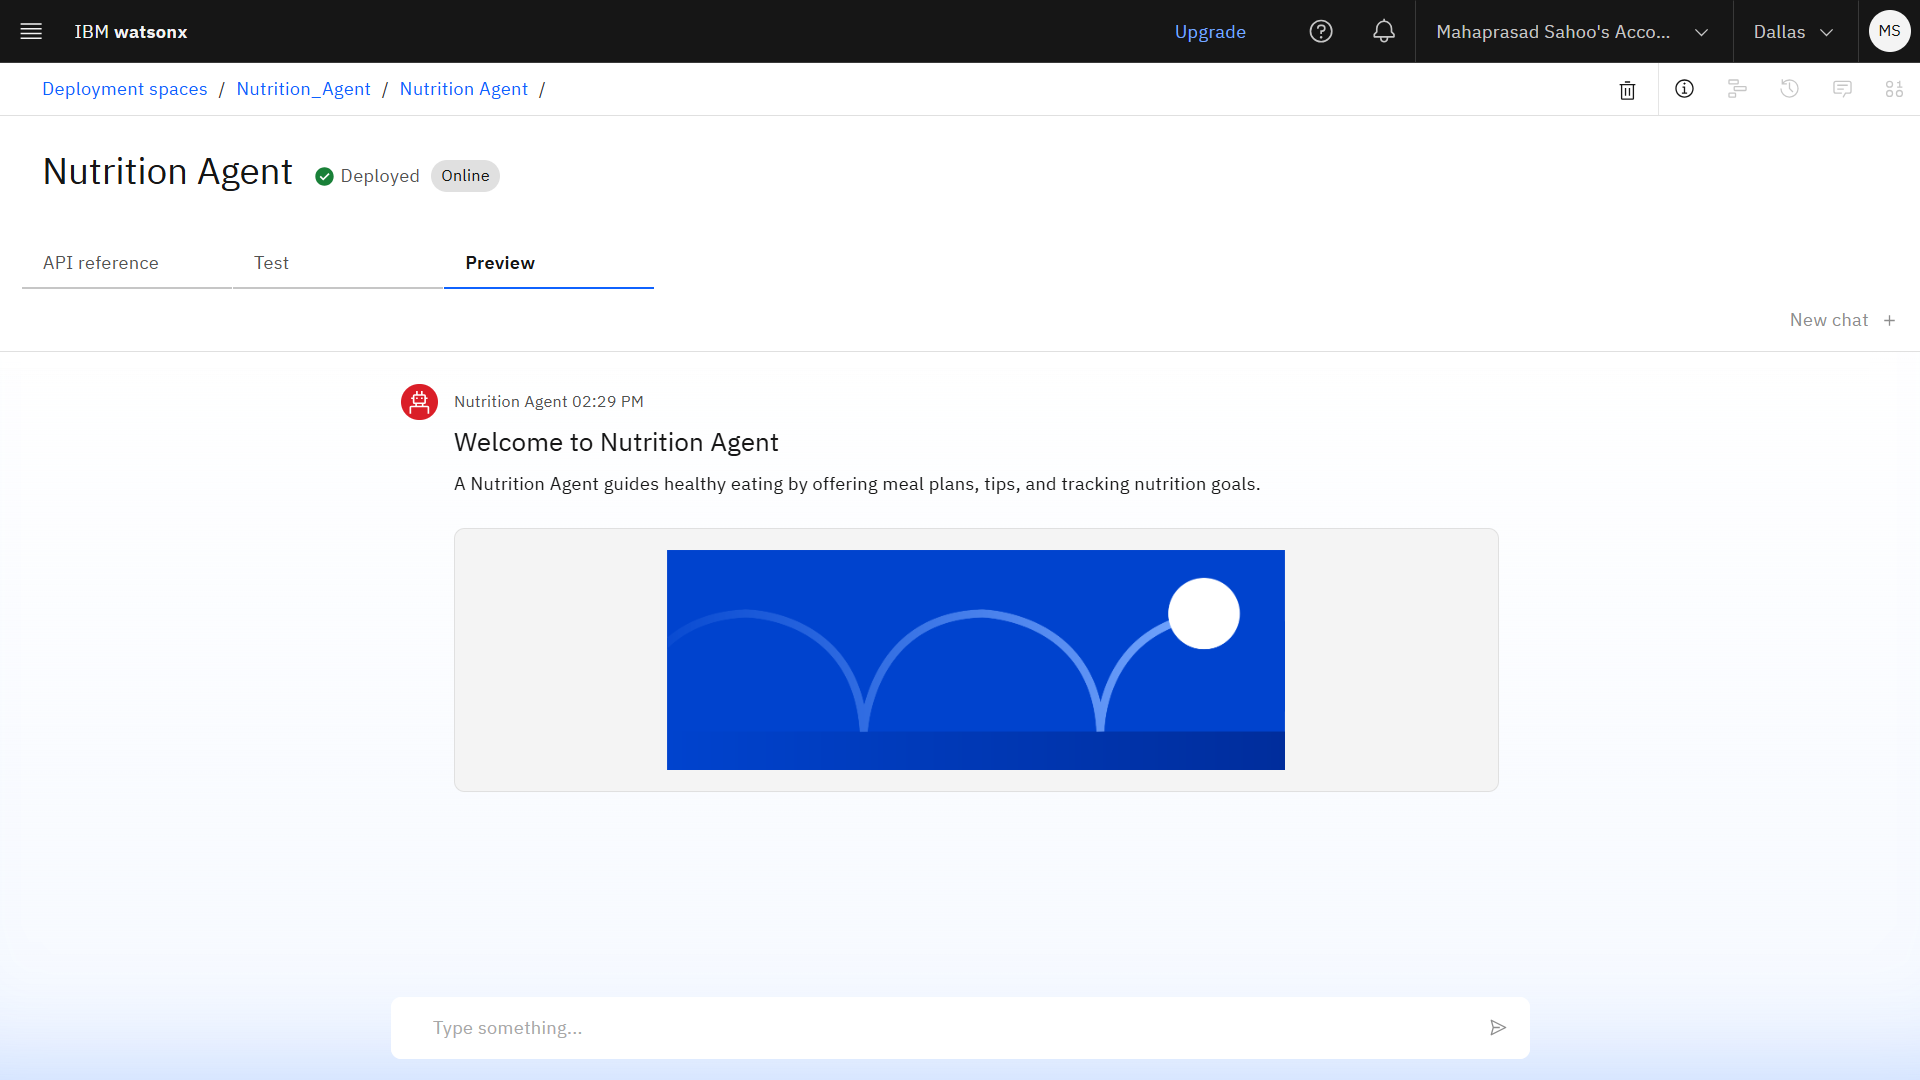 IBM watsonx
Upgrade
Mahaprasad Sahoo's Acco...
Dallas
MS
Deployment spaces / Nutrition_Agent / Nutrition Agent /
Nutrition Agent
Deployed
Online
API reference
Test
Preview
New chat +
Nutrition Agent 02:29 PM
Welcome to Nutrition Agent
A Nutrition Agent guides healthy eating by offering meal plans, tips, and tracking nutrition goals.
Type something...